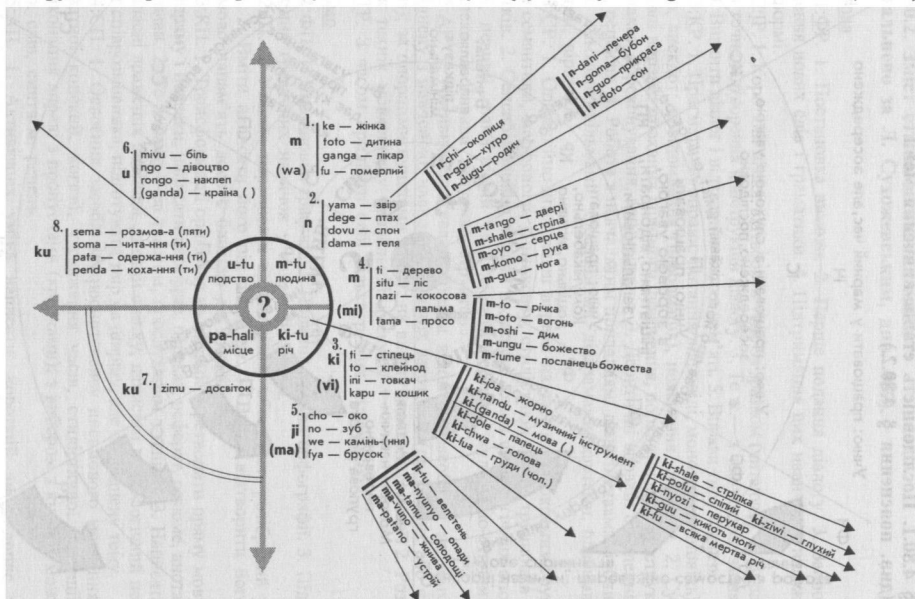 1.
m
(wa)
ke — жінка
toto — дитина
ganga — лікар
fu — померлий
2.
n
yama — звір
dege — птах
dovu — слон
dama — теля
n-chi—околиця
n-gozi—хутро
n-dugu—родич
n-dani—печера
n-goma—бубон
n-guo—прикраса
n-doto—сон
6.
u
mivu — біль
ngo — дівоцтво
rongo — наклеп
(ganda) — країна ( )
8.
ku
sema — розмов-а (ляти)
soma — чита-ння (ти)
pata — одержа-ння (ти)
penda — коха-ння (ти)
u-tu
людство
m-tu
людина
?
pa-hali
місце
ki-tu
річ
4.
m
(mi)
ti — дерево
situ — ліс
nazi — кокосова
пальма
tama — просо
m-tango — двері
m-shale — стріла
m-oyo — серце
m-komo — рука
m-guu — нога
m-to — річка
m-oto — вогонь
m-oshi — дим
m-ungu — божество
m-tume — посланець божества
3.
ki
(vi)
ti — стілець
to — клейнод
ini — товкач
kapu — кошик
ki-joa — жорно
ki-nandu — музичний інструмент
ki-(ganda) — мова ( )
ki-dole — палець
ki-chwa — голова
ki-fua — груди (чол.)
ki-shale — стрілка
ki-pofu — сліпий ki-ziwi — глухий
ki-nyozi — перукар
ki-guu — кикоть ноги
ki-fu — всяка мертва річ
ku 7. zimu — досвіток
5.
ji
(ma)
cho — око
no — зуб
we — камінь-(ння)
fya — брусок
ji-tu — велетень
ma-nyunyo — опади
ma-tamu — солодощі
ma-vuno — жнива
ma-patano — устрій